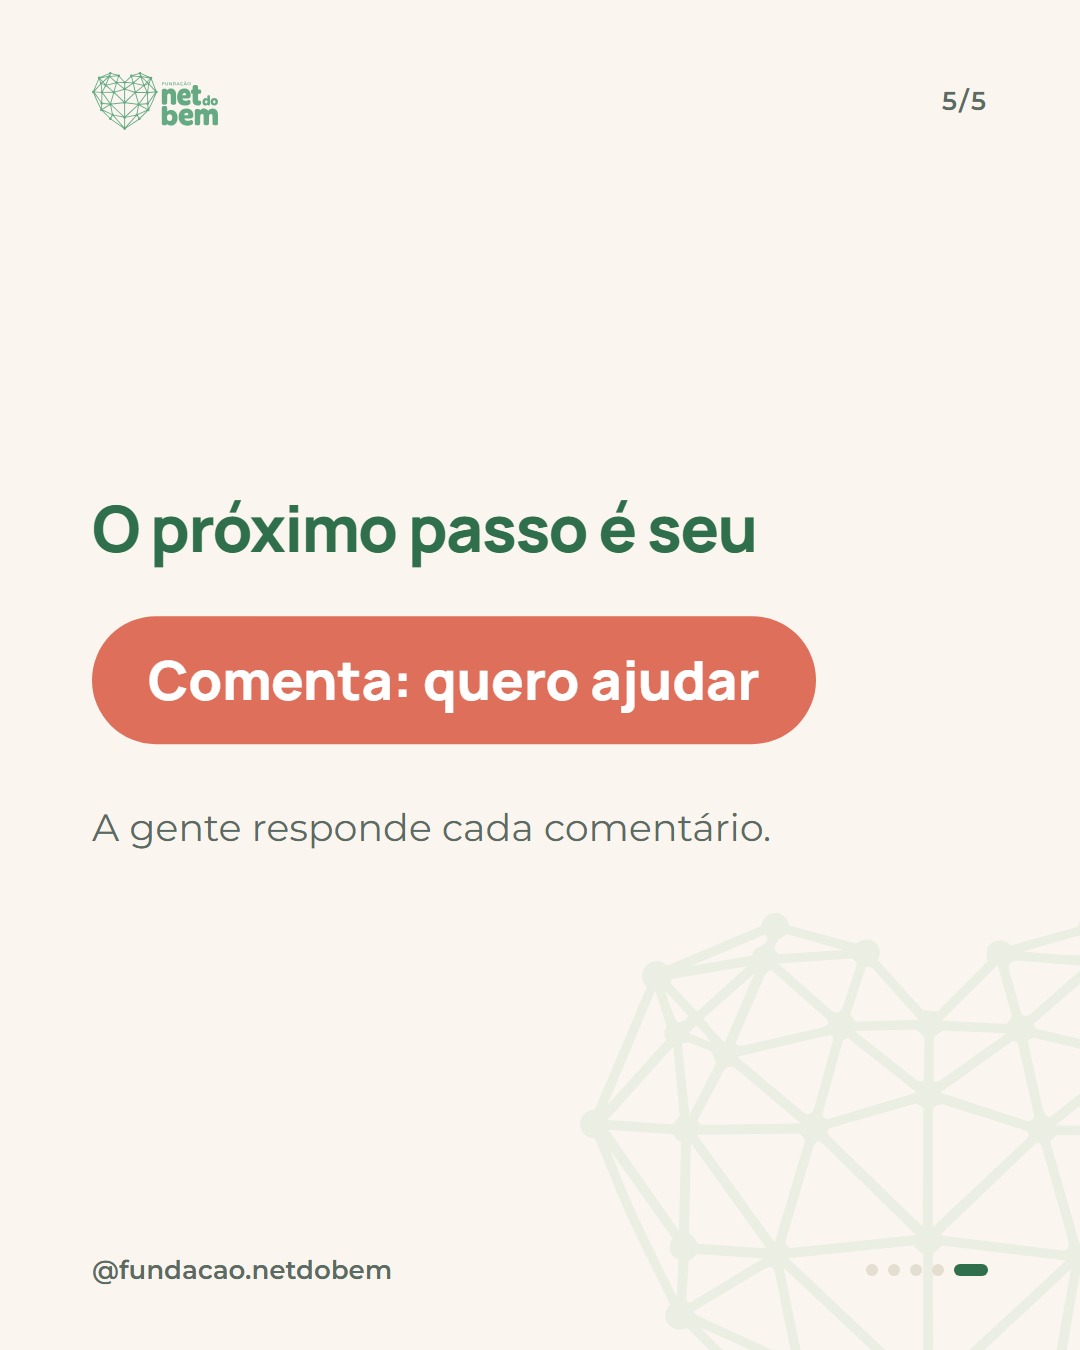 FUNDAÇÃO
net do
bem
5/5
O próximo passo é seu
Comenta: quero ajudar
A gente responde cada comentário.
@fundacao.netdobem